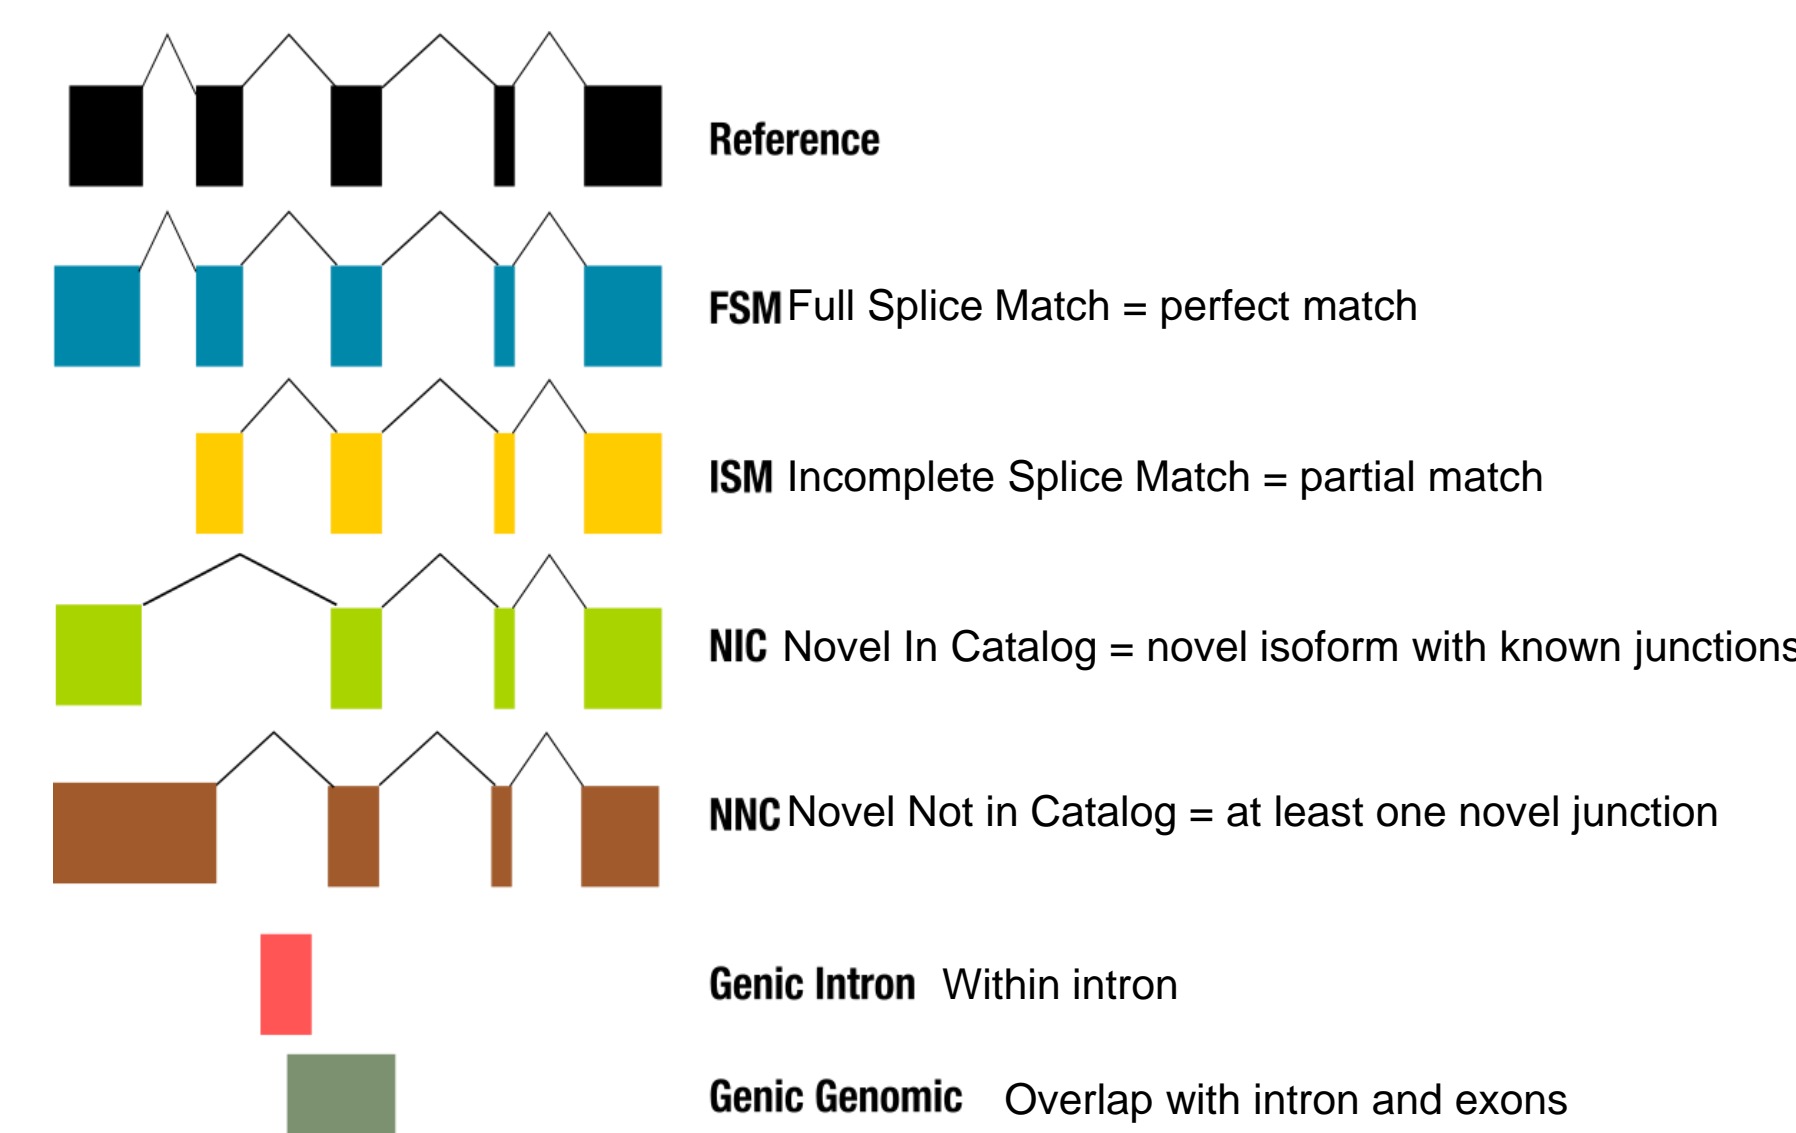 Reference
FSM Full Splice Match = perfect match
ISM Incomplete Splice Match = partial match
NIC Novel In Catalog = novel isoform with known junctions
NNC Novel Not in Catalog = at least one novel junction
Genic Intron Within intron
Genic Genomic Overlap with intron and exons